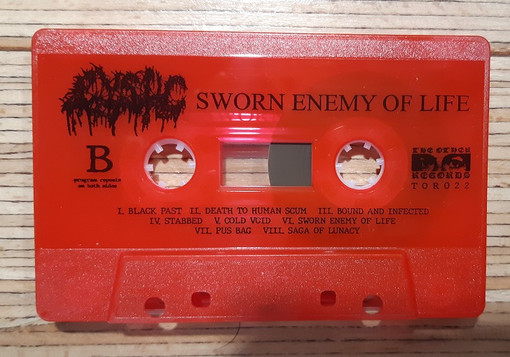 SWORN ENEMY OF LIFE
B
program repeats
on both sides
THE OTHER
RECORDS
TOR022
I. BLACK PAST II. DEATH TO HUMAN SCUM III. BOUND AND INFECTED
IV. STABBED V. COLD VOID VI. SWORN ENEMY OF LIFE
VII. PUS BAG VIII. SAGA OF LUNACY